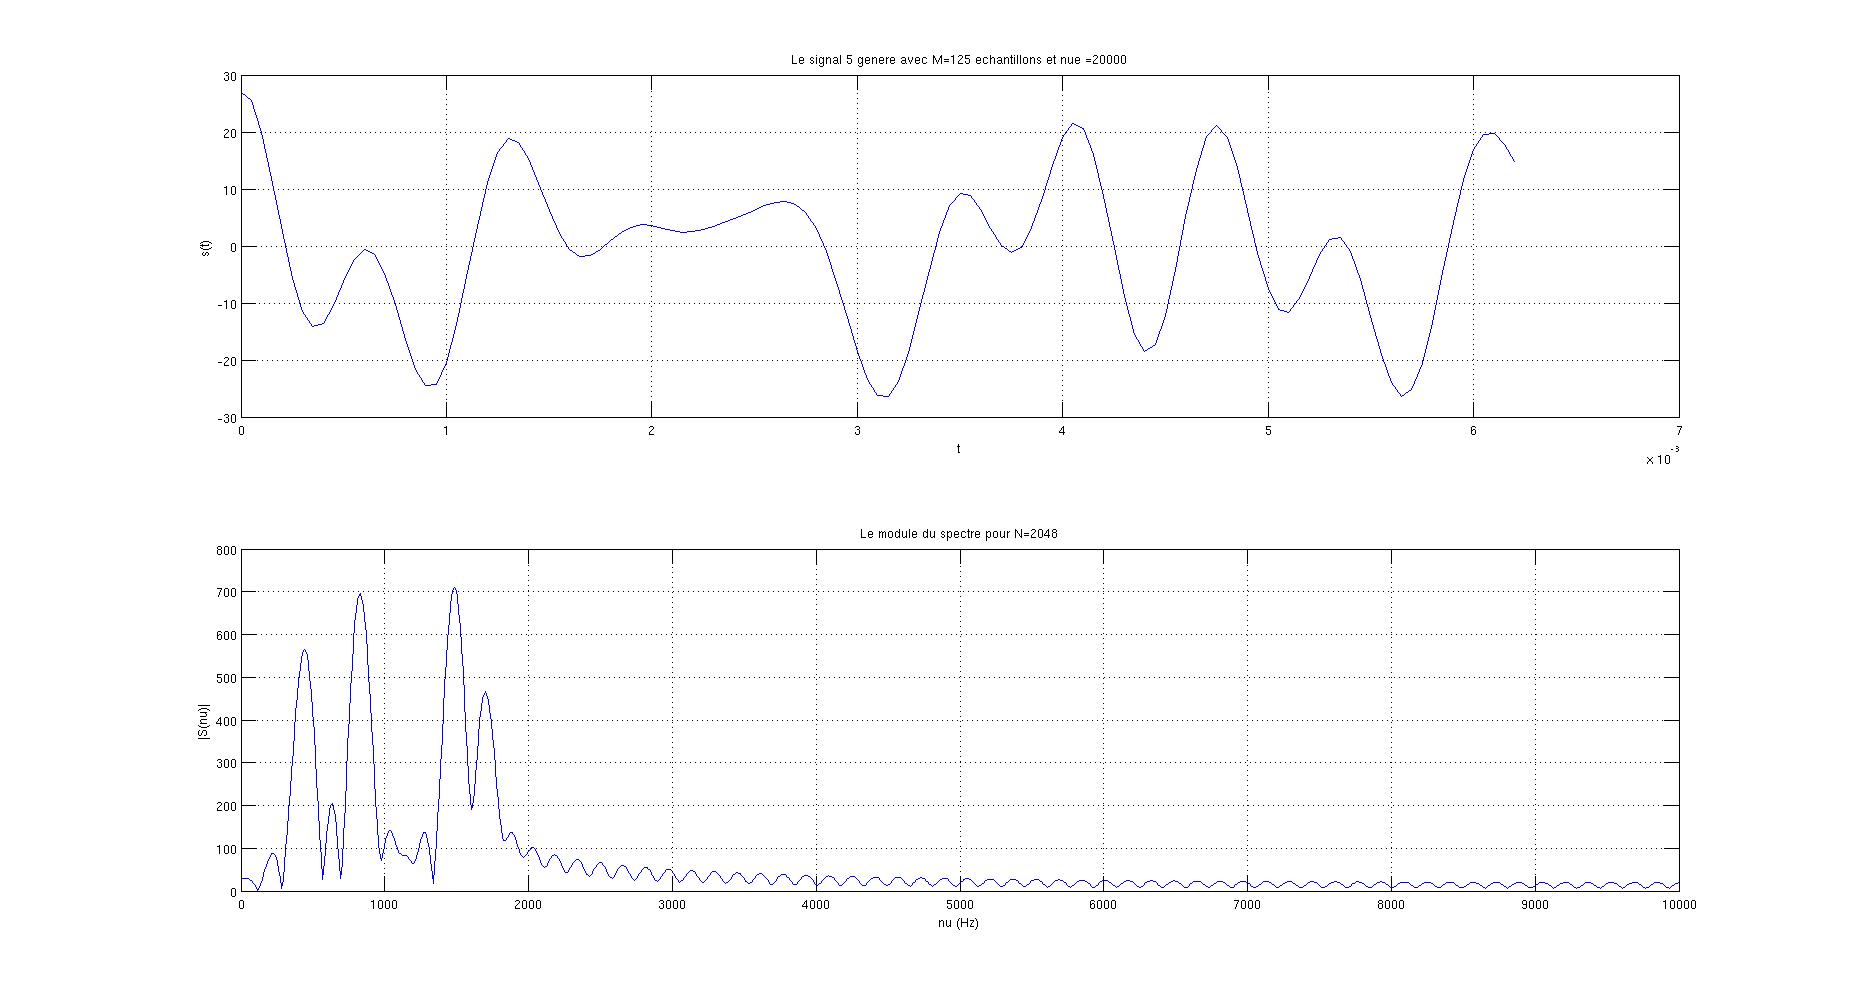 Le signal 5 genere avec M=125 echantillons et nue =20000
30
20
10
0
-10
-20
-30
s(t)
0 1 2 3 4 5 6 7
t
x 10^-3
Le module du spectre pour N=2048
800
700
600
500
400
300
200
100
0
|S(nu)|
0 1000 2000 3000 4000 5000 6000 7000 8000 9000 10000
nu (Hz)